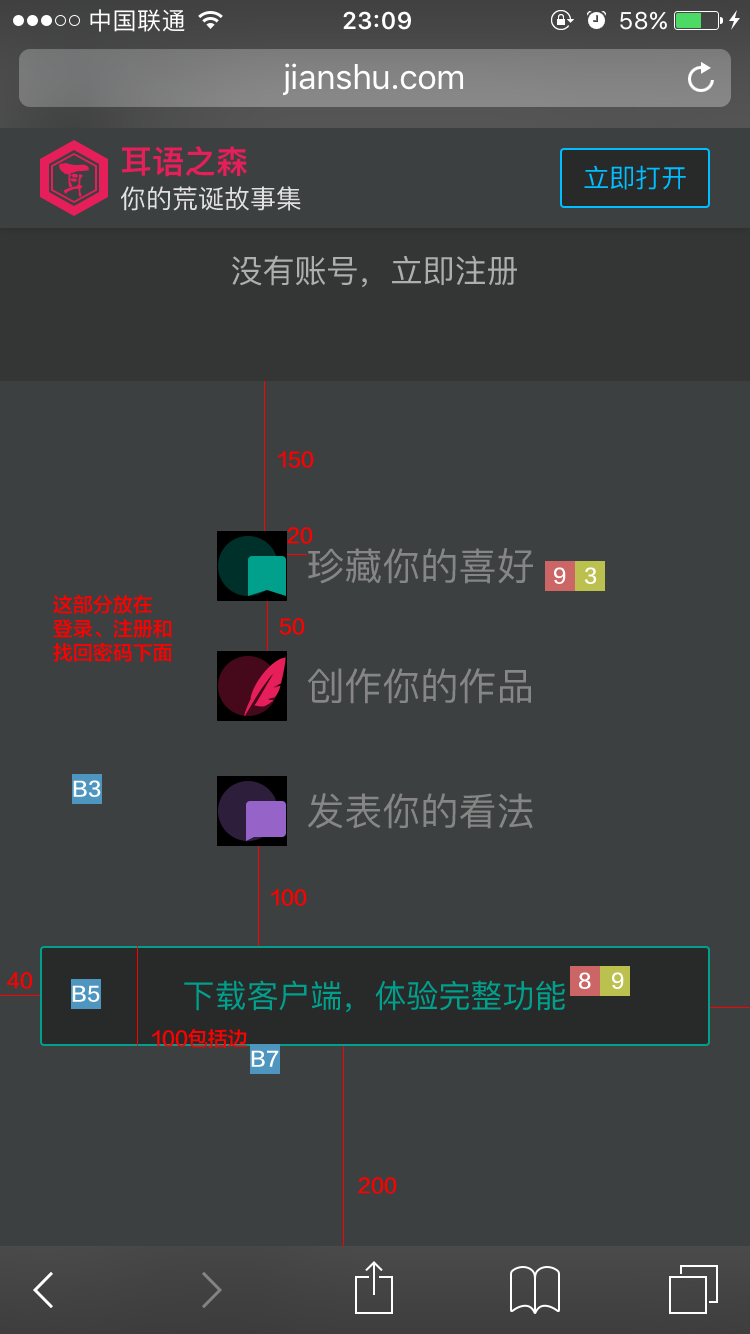 中国联通
23:09
58%
jianshu.com
耳语之森
你的荒诞故事集
立即打开
没有账号，立即注册
150
20
珍藏你的喜好
9 3
这部分放在
登录、注册和
找回密码下面
50
创作你的作品
B3
发表你的看法
100
40
B5
下载客户端，体验完整功能
8 9
100包括边
B7
200